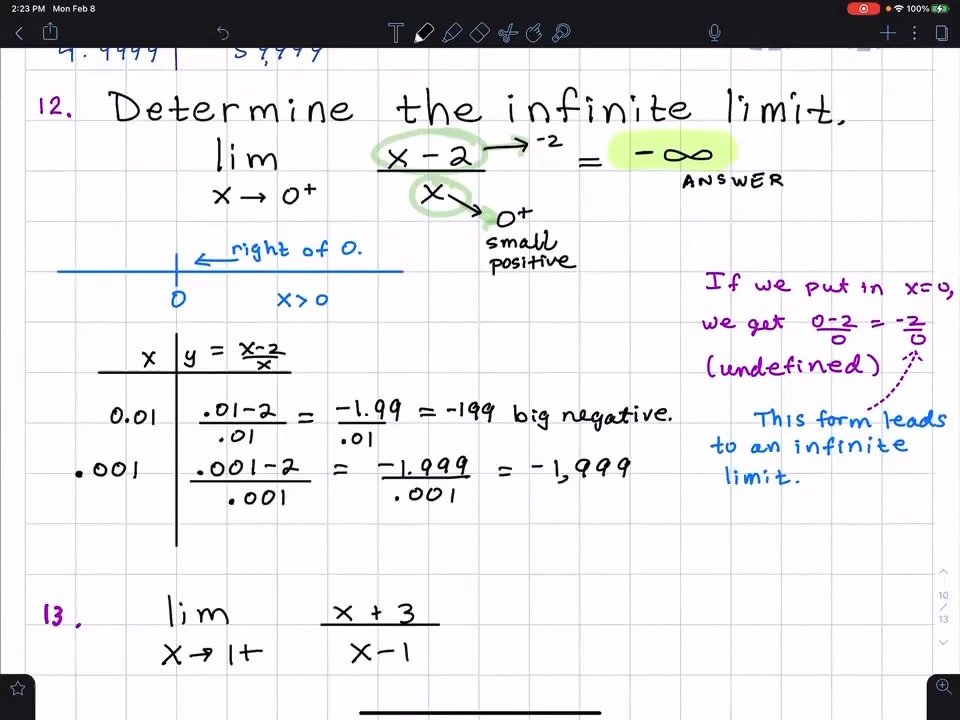 2:23 PM Mon Feb 8
100%
12. Determine the infinite limit.
lim x → 0+ x - 2 / x = - ∞
→ -2
ANSWER
0+
small
positive
← right of 0.
0 x > 0
If we put in x=0,
we get 0-2/0 = -2/0
(undefined)
This form leads
to an infinite
limit.
x | y = x-2/x
0.01 | .01-2/.01 = -1.99/.01 = -199 big negative.
.001 | .001-2/.001 = -1.999/.001 = -1,999
13. lim x → 1+ x + 3 / x - 1
10
/
13